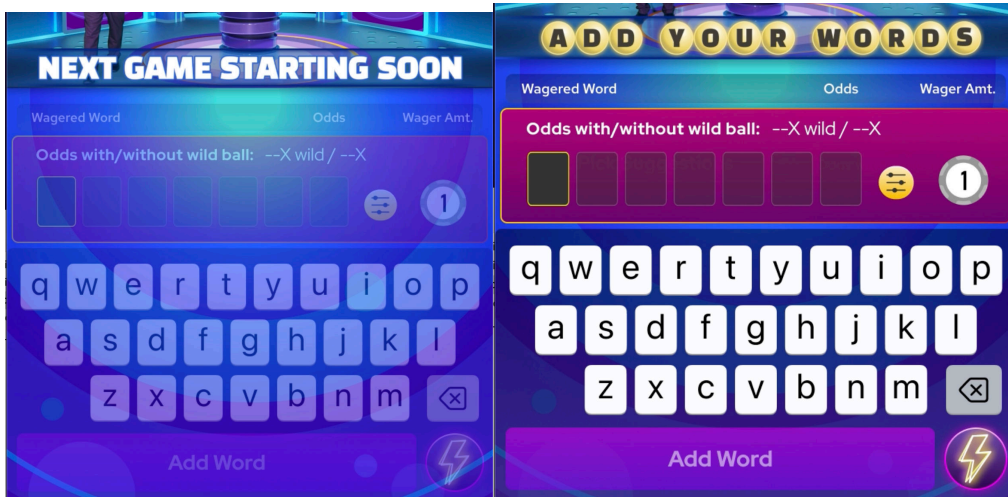 NEXT GAME STARTING SOON
Wagered Word Odds Wager Amt.
Odds with/without wild ball: --X wild / --X
1
q w e r t y u i o p
a s d f g h j k l
z x c v b n m
Add Word
ADD YOUR WORDS
Wagered Word Odds Wager Amt.
Odds with/without wild ball: --X wild / --X
1
q w e r t y u i o p
a s d f g h j k l
z x c v b n m
Add Word